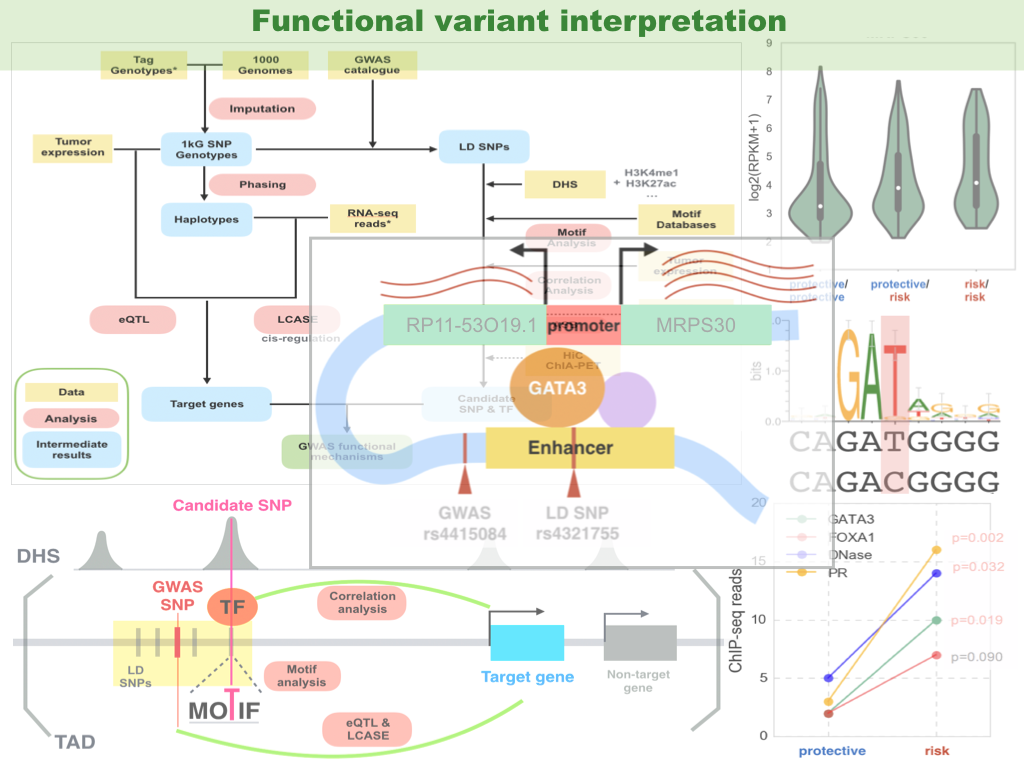 Functional variant interpretation
Tag
Genotypes*
1000
Genomes
GWAS
catalogue
Imputation
Tumor
expression
1kG SNP
Genotypes
LD SNPs
Phasing
DHS
+
H3K4me1
H3K27ac
...
Haplotypes
RNA-seq
reads*
Motif
Databases
Motif
Analysis
Tumor
expression
Correlation
Analysis
eQTL
LCASE
cis-regulation
HiC
ChIA-PET
Data
Analysis
Intermediate
results
Target genes
Candidate
SNP & TF
GWAS functional
mechanisms
RP11-53O19.1
promoter
MRPS30
GATA3
Enhancer
GWAS
rs4415084
LD SNP
rs4321755
log2(RPKM+1)
9
8
7
6
5
4
3
2
protective/
protective
protective/
risk
risk/
risk
bits
2.0
1.0
0.0
GAT
CAGATGGGG
CAGACGGGG
Candidate SNP
DHS
GWAS
SNP
TF
LD
SNPs
MOTIF
TAD
Correlation
analysis
Motif
analysis
eQTL &
LCASE
Target gene
Non-target
gene
ChIP-seq reads
20
15
10
5
0
GATA3
FOXA1
DNase
PR
p=0.002
p=0.032
p=0.019
p=0.090
protective
risk